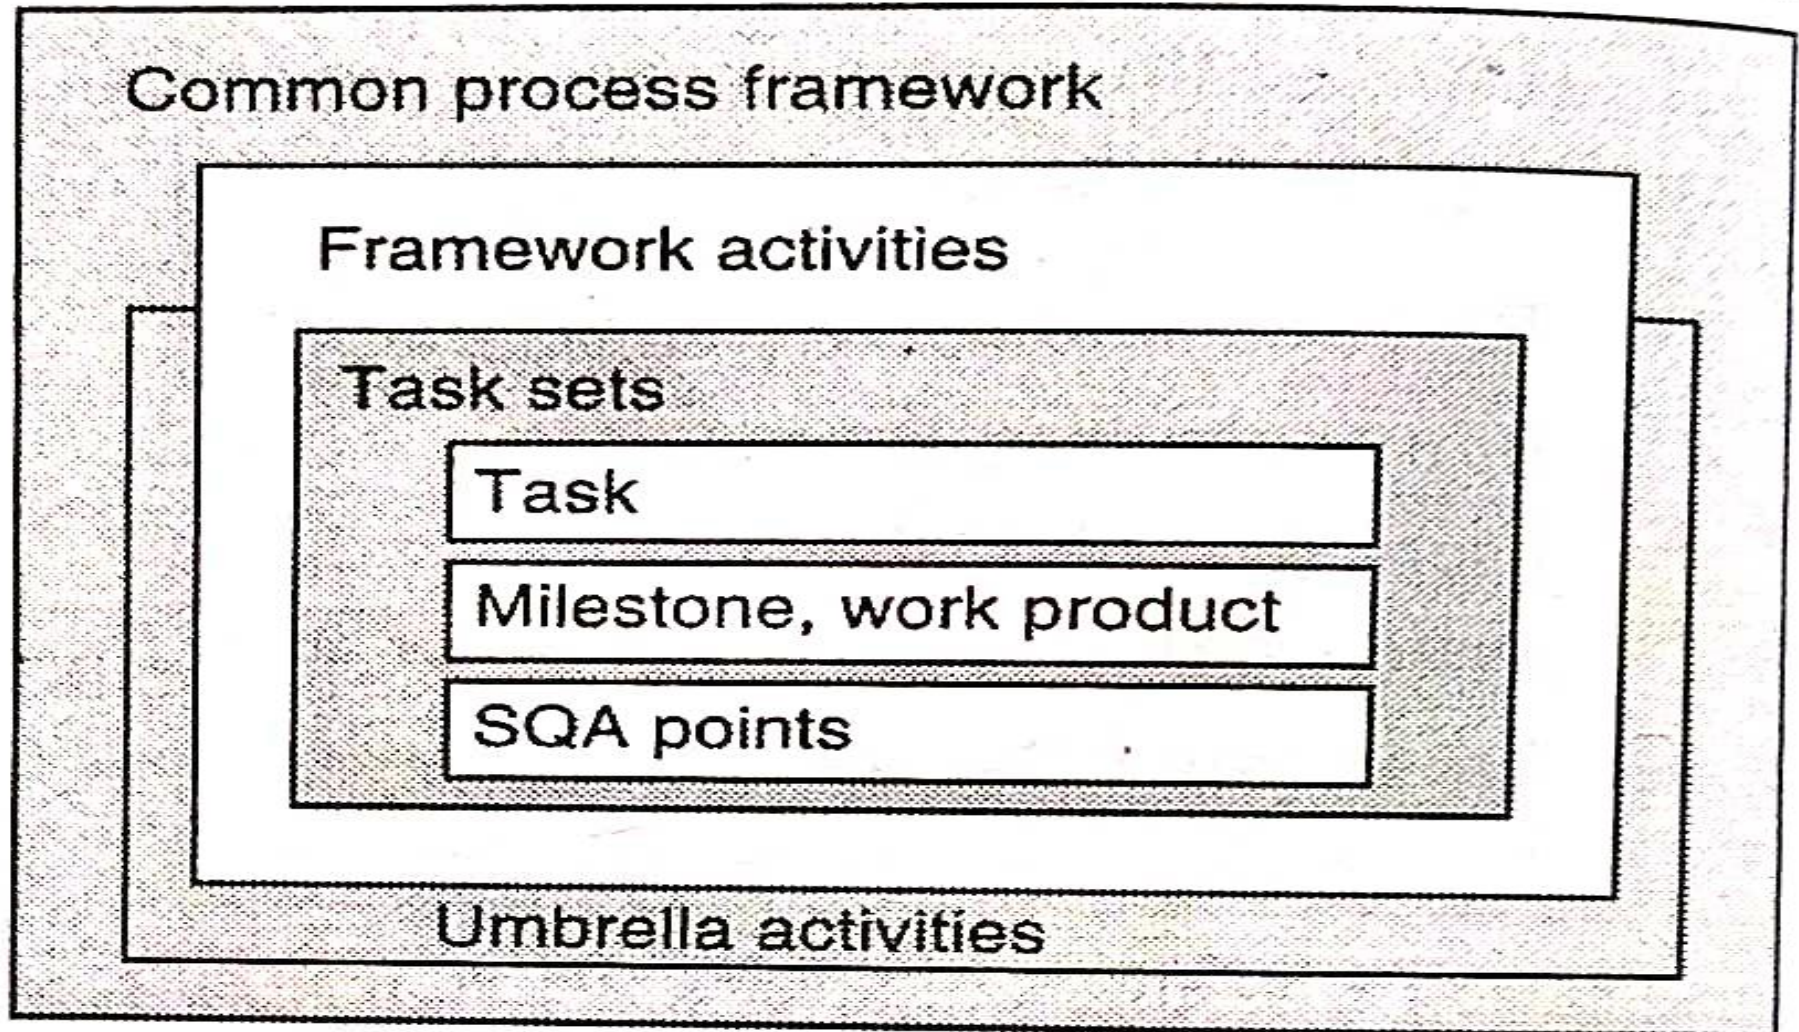 Common process framework
Framework activities
Task sets
Task
Milestone, work product
SQA points
Umbrella activities